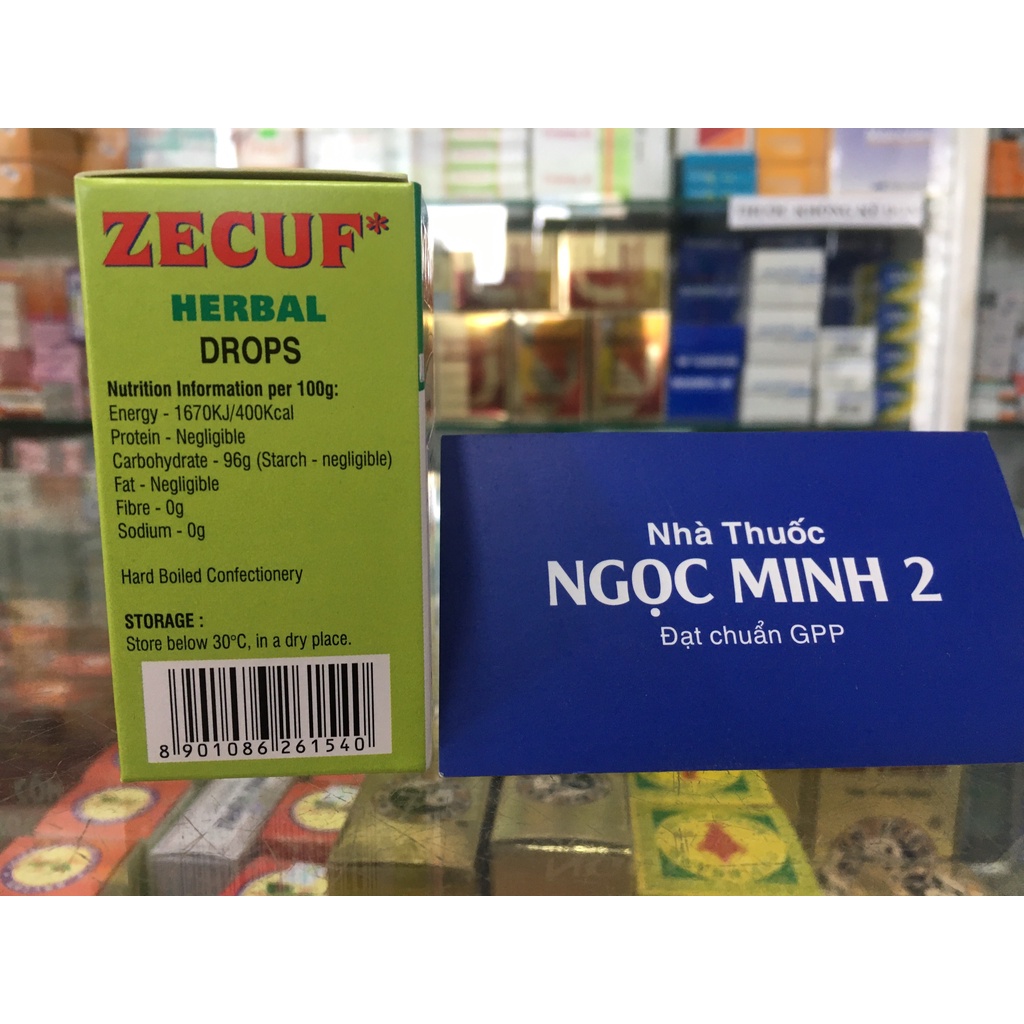 ZECUF*
HERBAL
DROPS
Nutrition Information per 100g:
Energy - 1670KJ/400Kcal
Protein - Negligible
Carbohydrate - 96g (Starch - negligible)
Fat - Negligible
Fibre - 0g
Sodium - 0g
Hard Boiled Confectionery
STORAGE :
Store below 30°C, in a dry place.
8 901086 261540
Nhà Thuốc
NGỌC MINH 2
Đạt chuẩn GPP